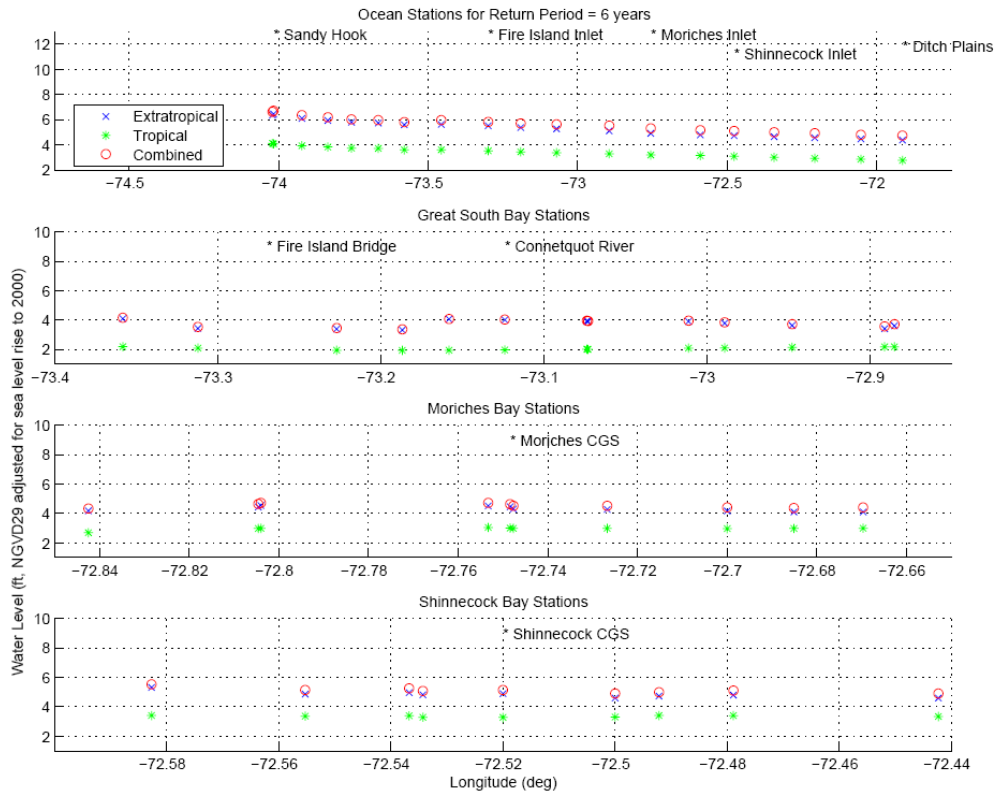 Ocean Stations for Return Period = 6 years
* Sandy Hook
* Fire Island Inlet
* Moriches Inlet
* Shinnecock Inlet
* Ditch Plains
Extratropical
Tropical
Combined
12
10
8
6
4
2
−74.5 −74 −73.5 −73 −72.5 −72
Great South Bay Stations
* Fire Island Bridge
* Connetquot River
10
8
6
4
2
−73.4 −73.3 −73.2 −73.1 −73 −72.9
Moriches Bay Stations
* Moriches CGS
10
8
6
4
2
−72.84 −72.82 −72.8 −72.78 −72.76 −72.74 −72.72 −72.7 −72.68 −72.66
Shinnecock Bay Stations
* Shinnecock CGS
10
8
6
4
2
−72.58 −72.56 −72.54 −72.52 −72.5 −72.48 −72.46 −72.44
Longitude (deg)
Water Level (ft, NGVD29 adjusted for sea level rise to 2000)